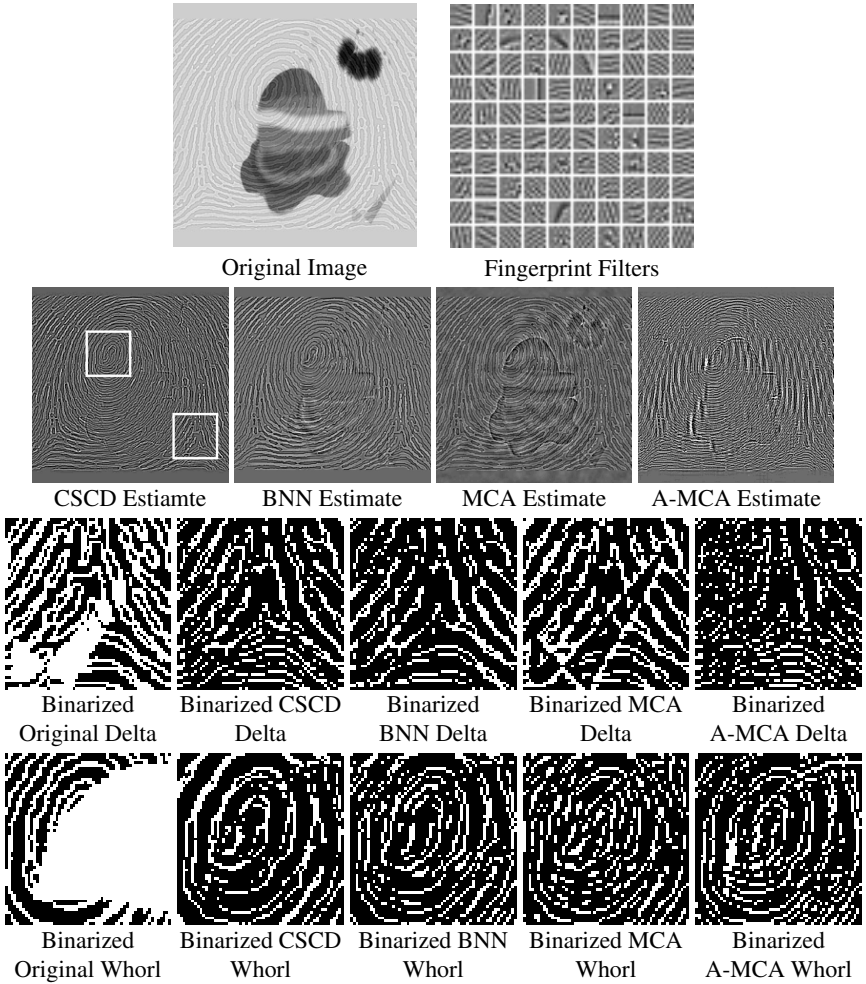 Original Image
Fingerprint Filters
CSCD Estiamte
BNN Estimate
MCA Estimate
A-MCA Estimate
Binarized
Original Delta
Binarized CSCD
Delta
Binarized
BNN Delta
Binarized MCA
Delta
Binarized
A-MCA Delta
Binarized
Original Whorl
Binarized CSCD
Whorl
Binarized BNN
Whorl
Binarized MCA
Whorl
Binarized
A-MCA Whorl